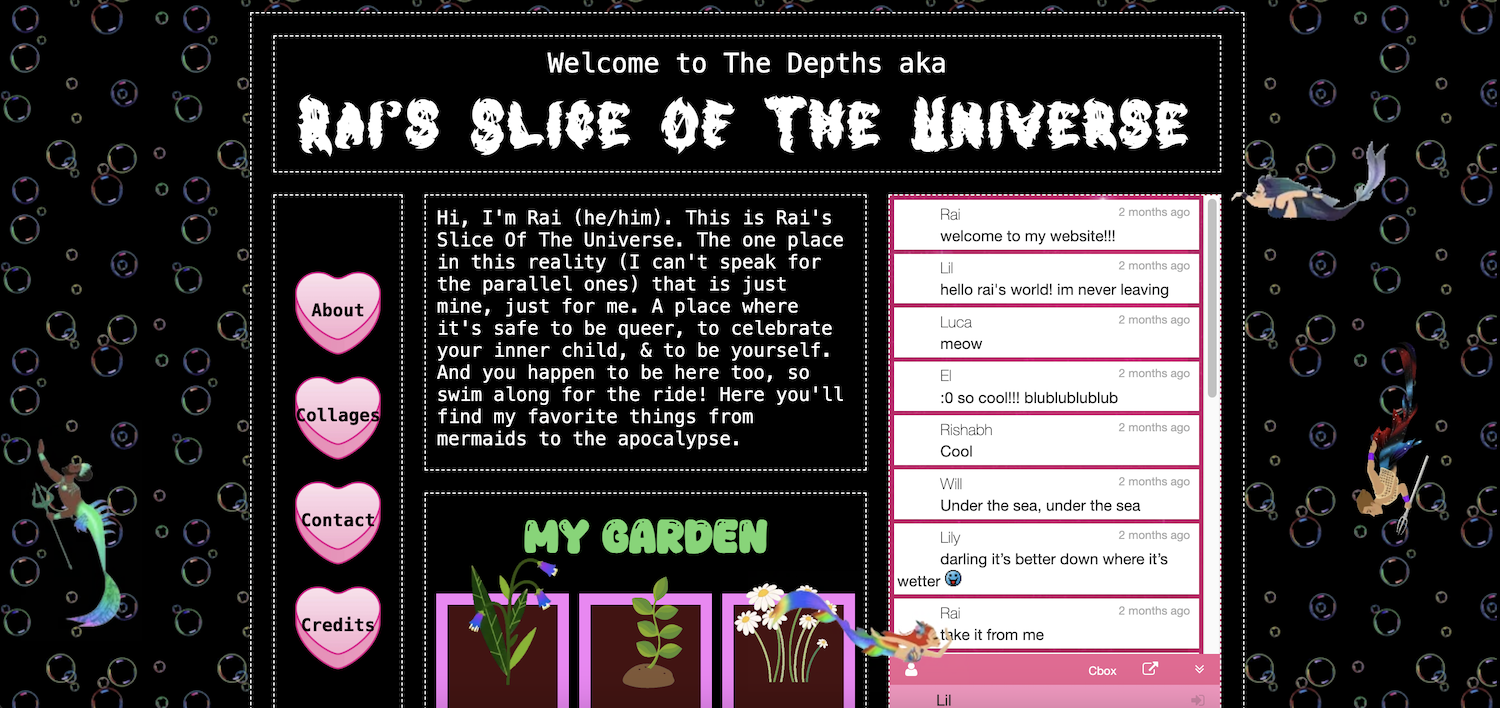 Welcome to The Depths aka
Rai's Slice Of The Universe
About
Collages
Contact
Credits
Hi, I'm Rai (he/him). This is Rai's
Slice Of The Universe. The one place
in this reality (I can't speak for
the parallel ones) that is just
mine, just for me. A place where
it's safe to be queer, to celebrate
your inner child, & to be yourself.
And you happen to be here too, so
swim along for the ride! Here you'll
find my favorite things from
mermaids to the apocalypse.
MY GARDEN
Rai 2 months ago
welcome to my website!!!
Lil 2 months ago
hello rai's world! im never leaving
Luca 2 months ago
meow
El 2 months ago
:0 so cool!!! blublublublub
Rishabh 2 months ago
Cool
Will 2 months ago
Under the sea, under the sea
Lily 2 months ago
darling it’s better down where it’s
wetter
Rai 2 months ago
take it from me
Cbox
Lil